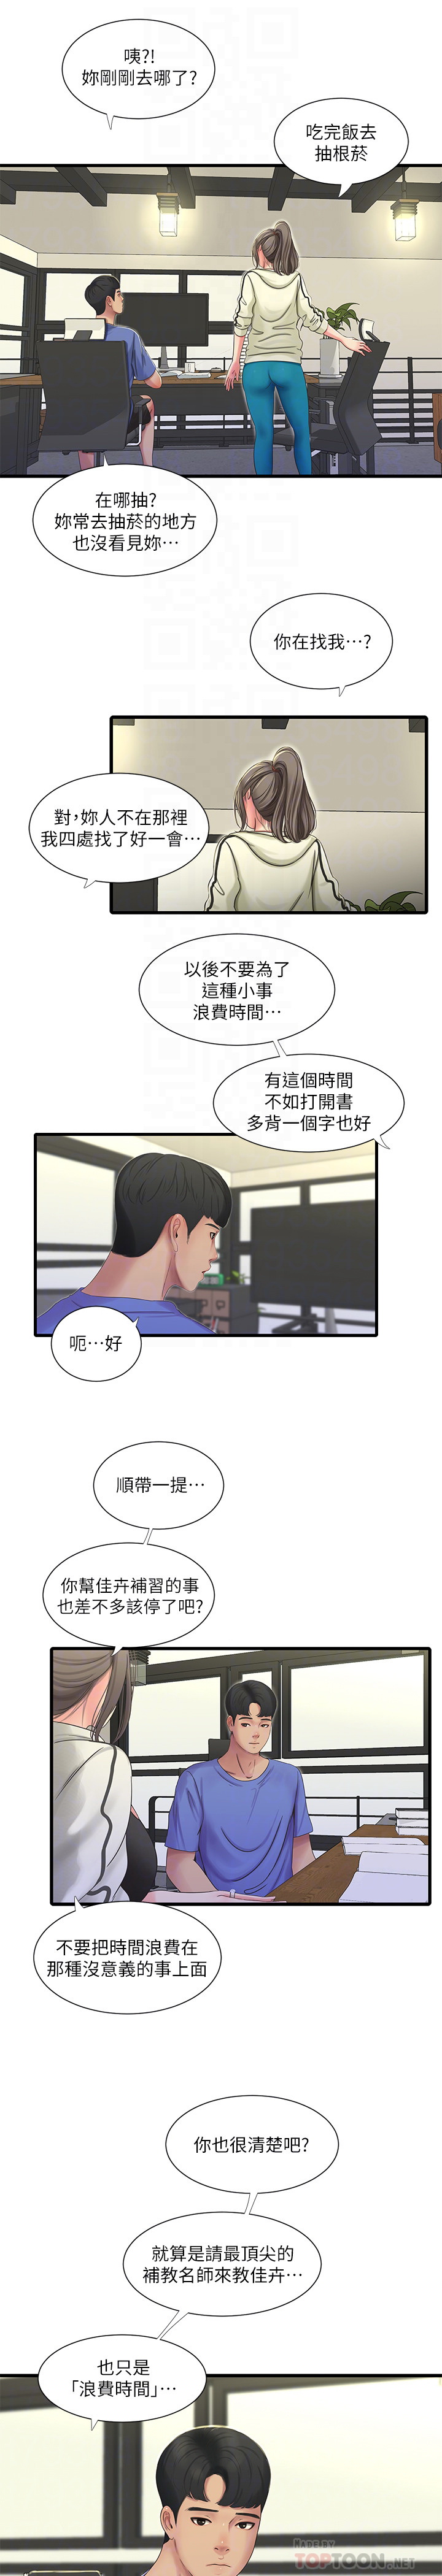 咦?!
妳剛剛去哪了?
吃完飯去
抽根菸
在哪抽?
妳常去抽菸的地方
也沒看見妳…
你在找我…?
對,妳人不在那裡
我四處找了好一會…
以後不要為了
這種小事
浪費時間…
有這個時間
不如打開書
多背一個字也好
呃…好
順帶一提…
你幫佳卉補習的事
也差不多該停了吧?
不要把時間浪費在
那種沒意義的事上面
你也很清楚吧?
就算是請最頂尖的
補教名師來教佳卉…
也只是
「浪費時間」…
MADE BY
TOPTOON.NET